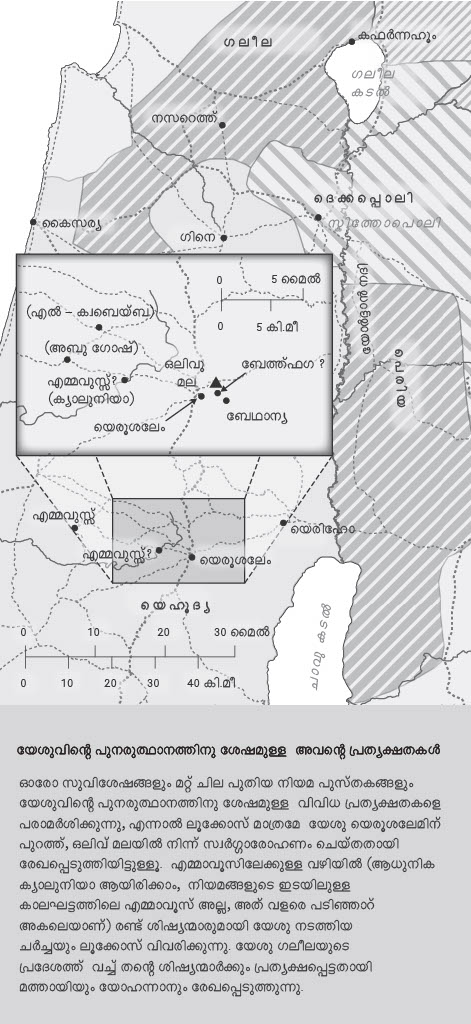 ഗ ലീ ല
കഫർന്നഹൂം
ഗലീല
കടൽ
നസറെത്ത്
ദെക്കപ്പൊലി
സിത്തോപൊലി
കൈസര്യ
ഗിനെ
യോർദ്ദാൻ നദി
പെരിയ
0 5 മൈൽ
0 5 കി.മീ
(എൽ – ക്വബൈയ്ബ)
(അബു ഗോഷ്)
ഒലിവു
മല
ബേത്ത്ഫഗ ?
എമ്മവുസ്സ്?
(ക്യാലുനിയാ)
ബേഥാന്യ
യെരൂശലേം
എമ്മവുസ്സ്
യെരിഹോ
എമ്മവുസ്സ്?
യെരൂശലേം
യെഹൂദ്യ
ചാവു കടൽ
0 10 20 30 മൈൽ
0 10 20 30 40 കി.മീ
യേശുവിന്റെ പുനരുത്ഥാനത്തിനു ശേഷമുള്ള അവന്റെ പ്രത്യക്ഷതകൾ
ഓരോ സുവിശേഷങ്ങളും മറ്റ് ചില പുതിയ നിയമ പുസ്തകങ്ങളും
യേശുവിന്റെ പുനരുത്ഥാനത്തിനു ശേഷമുള്ള വിവിധ പ്രത്യക്ഷതകളെ
പരാമർശിക്കുന്നു, എന്നാൽ ലൂക്കോസ് മാത്രമേ യേശു യെരൂശലേമിന്
പുറത്ത്, ഒലിവ് മലയിൽ നിന്ന് സ്വർഗ്ഗാരോഹണം ചെയ്തതായി
രേഖപ്പെടുത്തിയിട്ടുള്ളൂ. എമ്മാവൂസിലേക്കുള്ള വഴിയിൽ (ആധുനിക
ക്യാലുനിയാ ആയിരിക്കാം, നിയമങ്ങളുടെ ഇടയിലുള്ള
കാലഘട്ടത്തിലെ എമ്മാവൂസ് അല്ല, അത് വളരെ പടിഞ്ഞാറ്
അകലെയാണ്) രണ്ട് ശിഷ്യന്മാരുമായി യേശു നടത്തിയ
ചർച്ചയും ലൂക്കോസ് വിവരിക്കുന്നു. യേശു ഗലീലയുടെ
പ്രദേശത്ത് വച്ച് തന്റെ ശിഷ്യന്മാർക്കും പ്രത്യക്ഷപ്പെട്ടതായി
മത്തായിയും യോഹന്നാനും രേഖപ്പെടുത്തുന്നു.